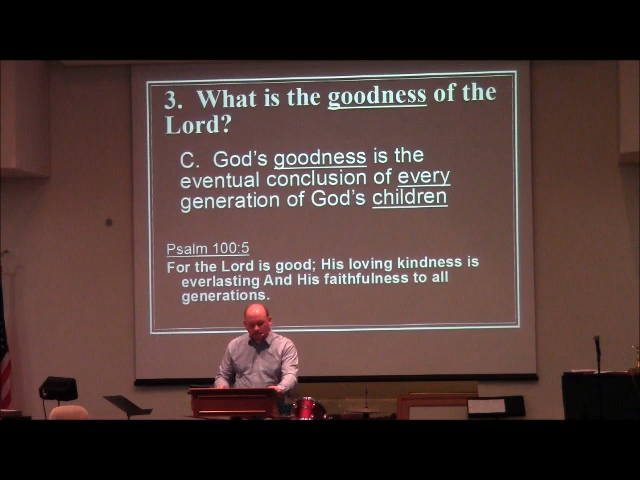 3.  What is the goodness of the
Lord?
C.  God's goodness is the
eventual conclusion of every
generation of God's children
Psalm 100:5
For the Lord is good; His loving kindness is
everlasting And His faithfulness to all
generations.